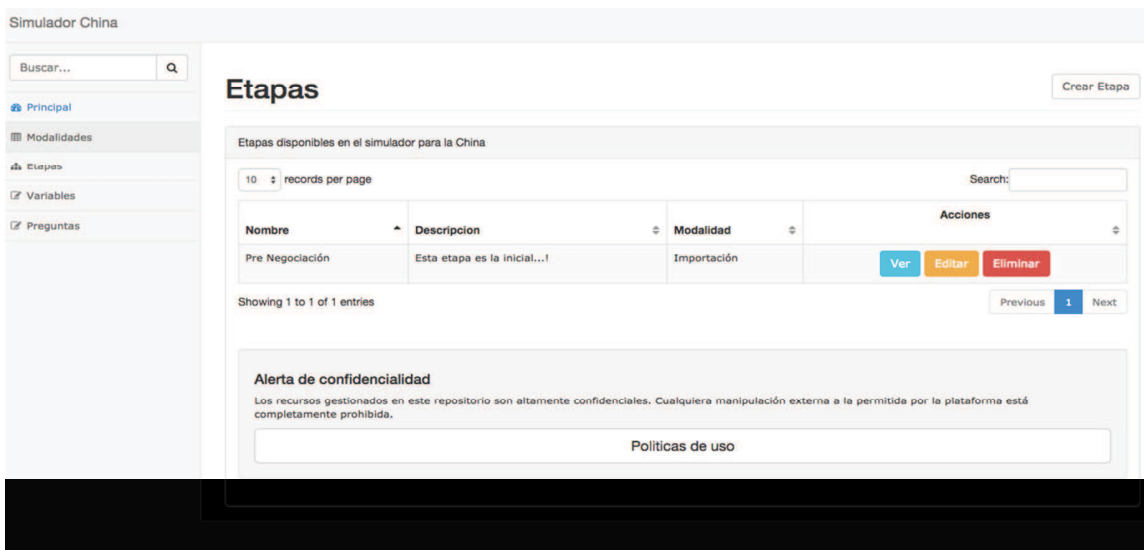 Simulador China
Buscar...
Principal
Modalidades
Etapas
Variables
Preguntas
Etapas
Crear Etapa
Etapas disponibles en el simulador para la China
10 records per page
Search:
Nombre Descripcion Modalidad Acciones
Pre Negociación Esta etapa es la inicial...! Importación Ver Editar Eliminar
Showing 1 to 1 of 1 entries
Previous 1 Next
Alerta de confidencialidad
Los recursos gestionados en este repositorio son altamente confidenciales. Cualquiera manipulación externa a la permitida por la plataforma está
completamente prohibida.
Politicas de uso